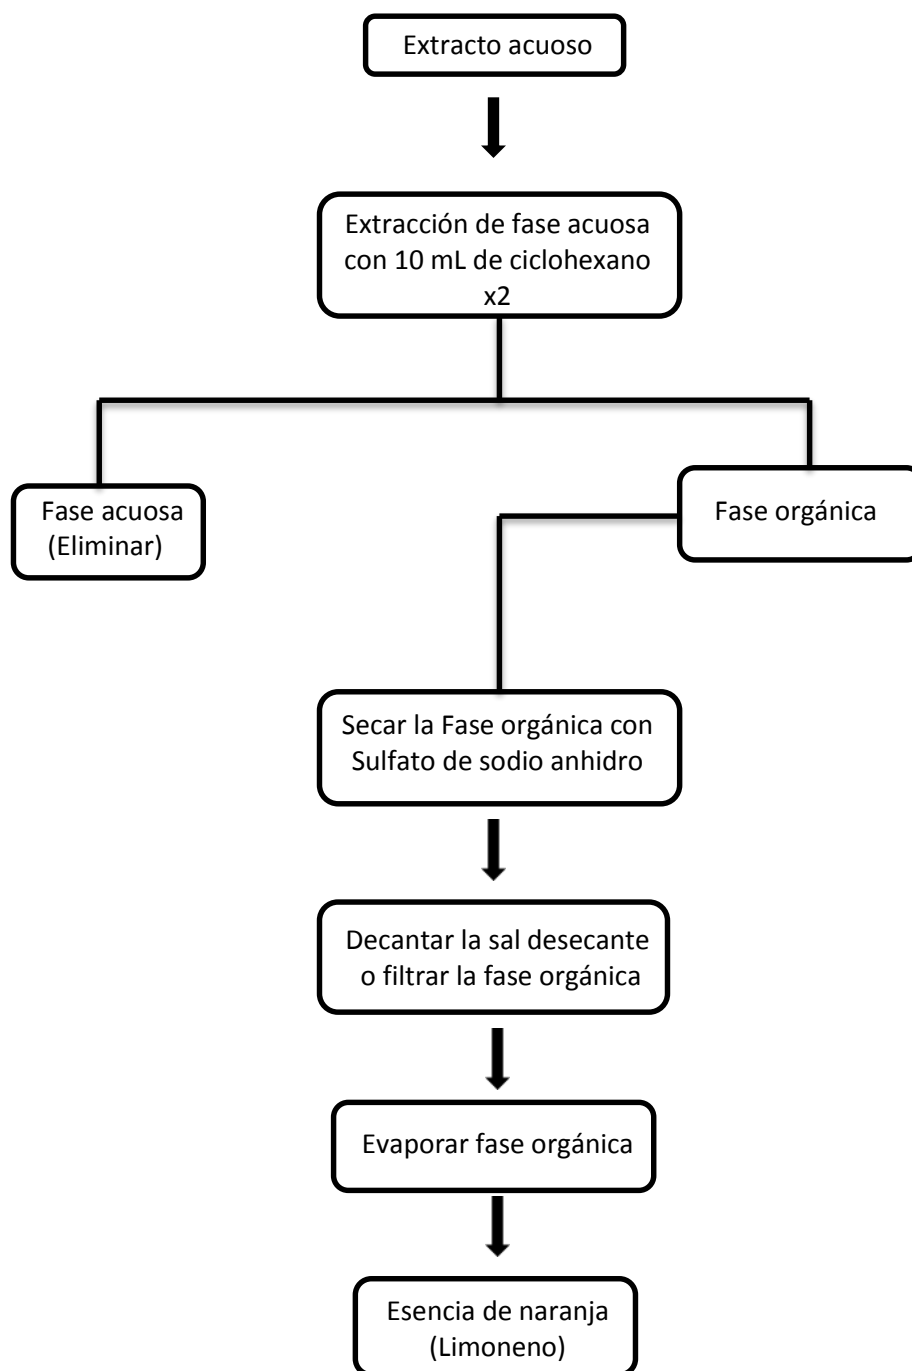 Extracto acuoso
Extracción de fase acuosa
con 10 mL de ciclohexano
x2
Fase acuosa
(Eliminar)
Fase orgánica
Secar la Fase orgánica con
Sulfato de sodio anhidro
Decantar la sal desecante
o filtrar la fase orgánica
Evaporar fase orgánica
Esencia de naranja
(Limoneno)